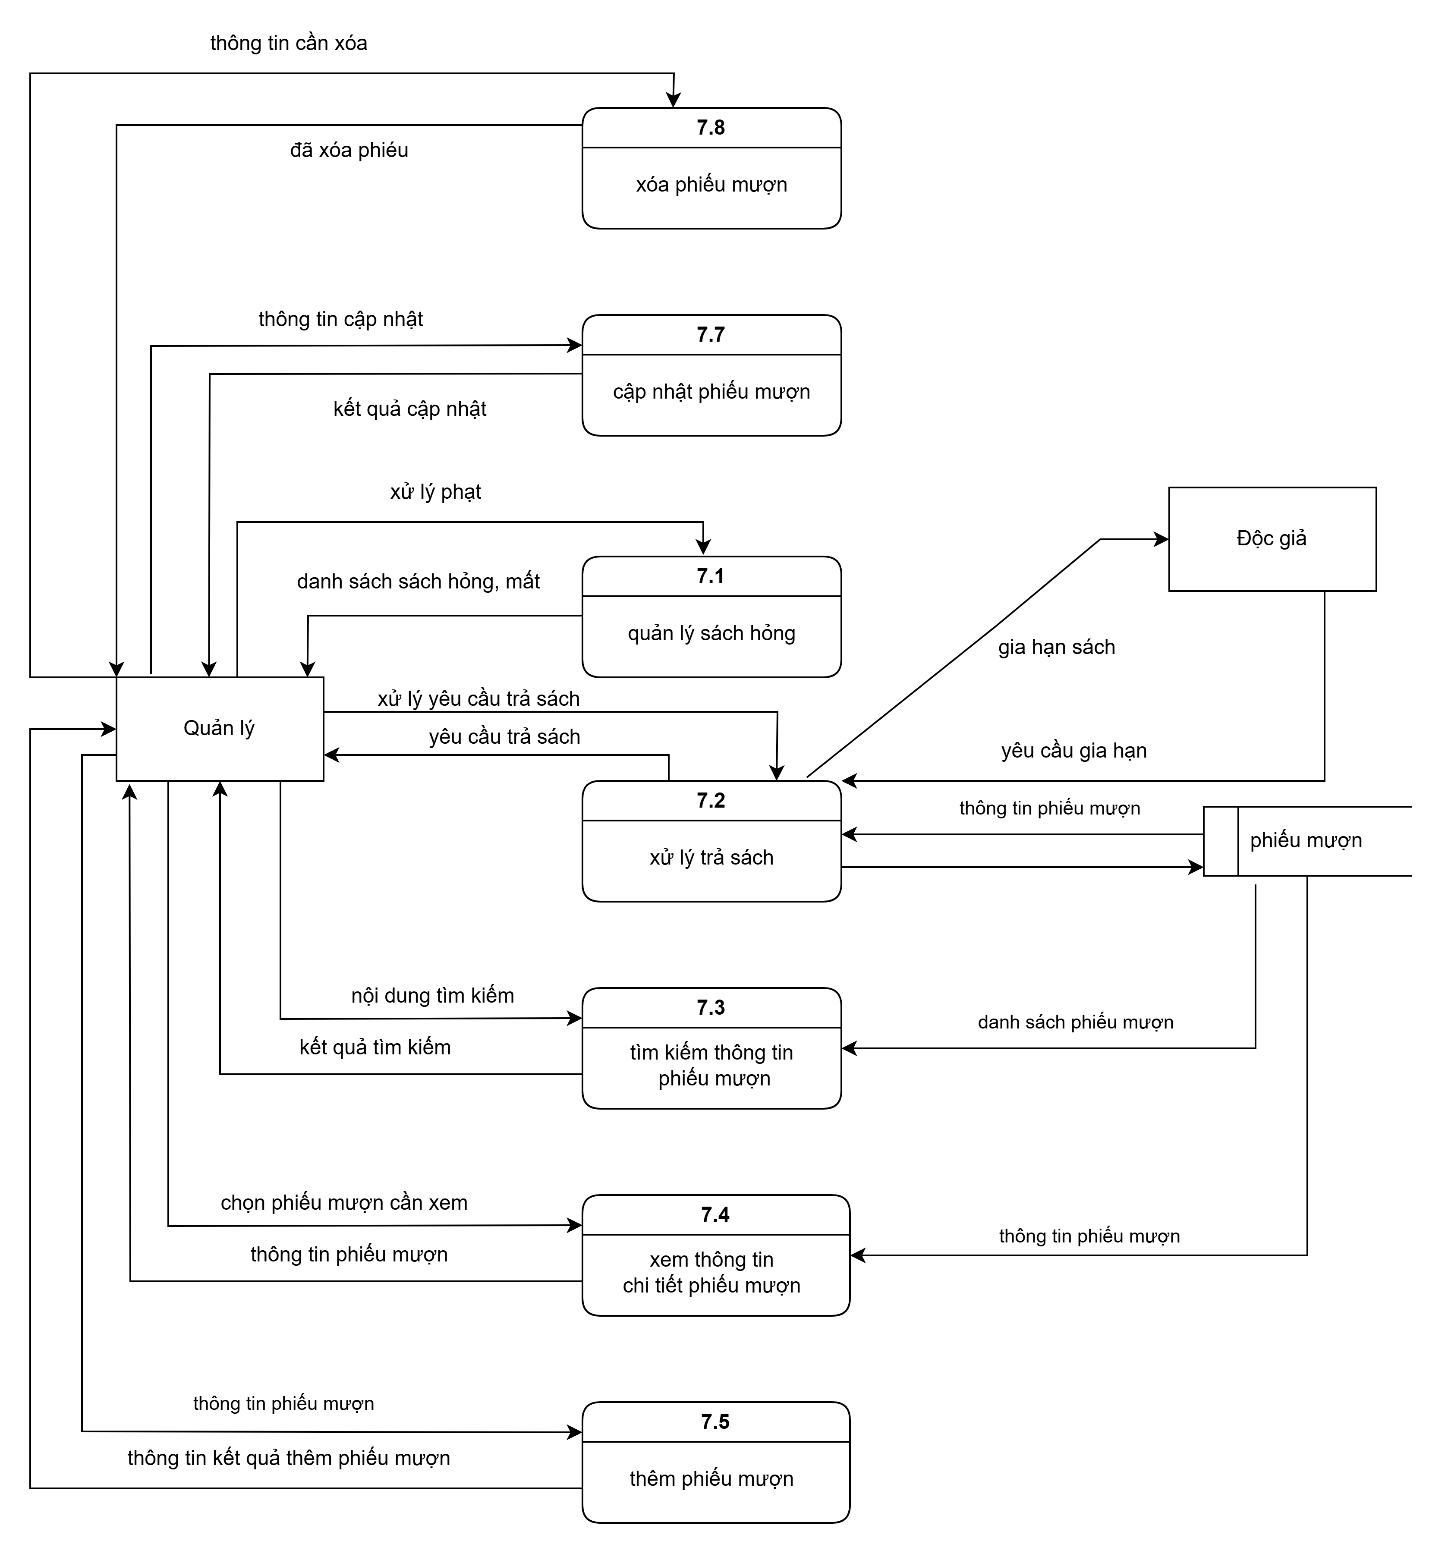 thông tin cần xóa
7.8
đã xóa phiéu
xóa phiếu mượn
thông tin cập nhật
7.7
cập nhật phiếu mượn
kết quả cập nhật
xử lý phạt
Độc giả
7.1
danh sách sách hỏng, mất
quản lý sách hỏng
gia hạn sách
xử lý yêu cầu trả sách
Quản lý
yêu cầu trả sách
yêu cầu gia hạn
7.2
thông tin phiếu mượn
phiếu mượn
xử lý trả sách
nội dung tìm kiếm
7.3
danh sách phiếu mượn
kết quả tìm kiếm
tìm kiếm thông tin
phiếu mượn
chọn phiếu mượn cần xem
7.4
thông tin phiếu mượn
thông tin phiếu mượn
xem thông tin
chi tiết phiếu mượn
thông tin phiếu mượn
7.5
thông tin kết quả thêm phiếu mượn
thêm phiếu mượn